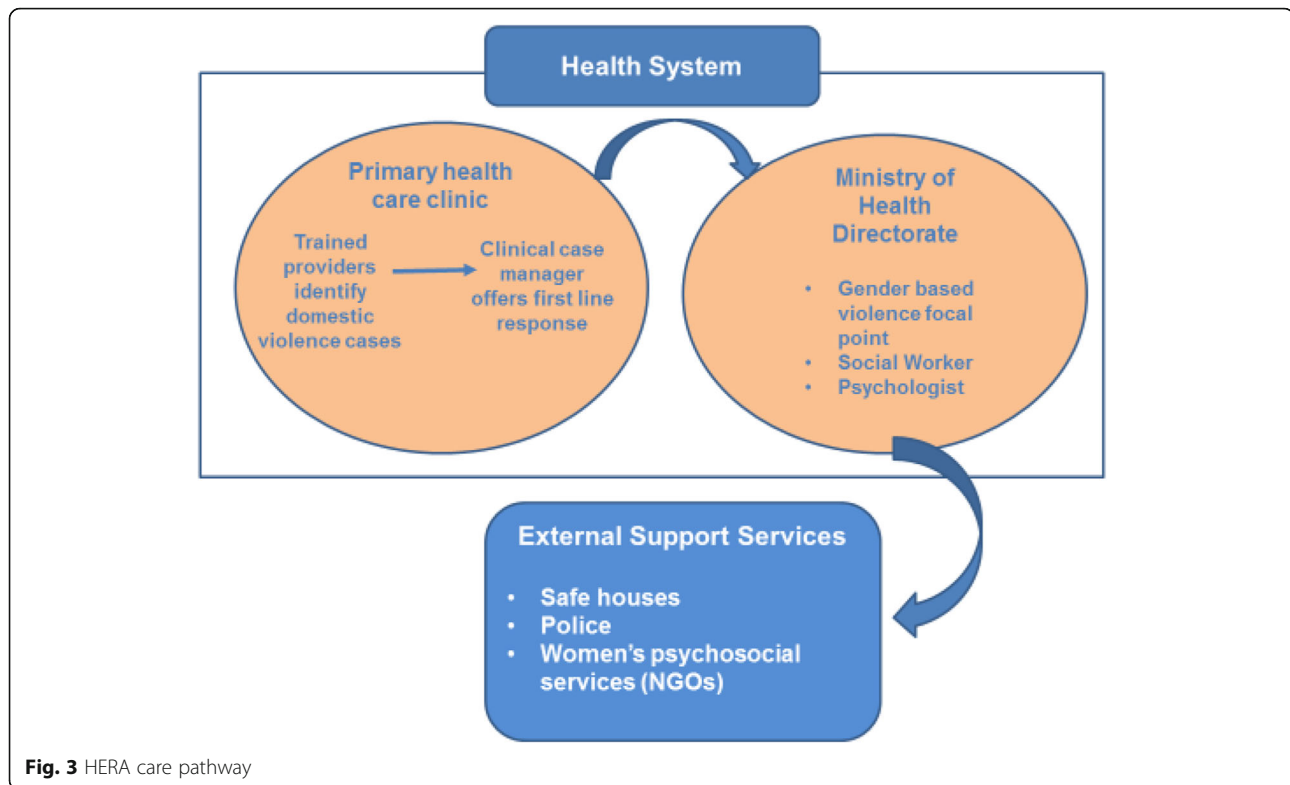 Health System
Primary health
care clinic
Trained
providers
identify
domestic
violence cases
Clinical case
manager
offers first line
response
Ministry of
Health
Directorate
• Gender based
violence focal
point
• Social Worker
• Psychologist
External Support Services
• Safe houses
• Police
• Women's psychosocial
services (NGOs)
Fig. 3 HERA care pathway